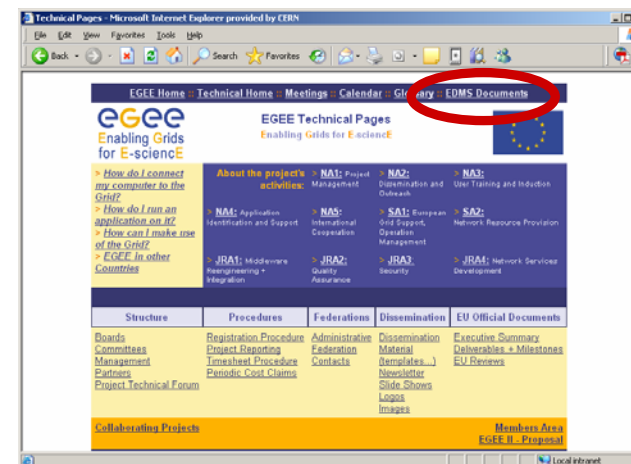 Technical Pages - Microsoft Internet Explorer provided by CERN
File Edit View Favorites Tools Help
Back Search Favorites
EGEE Home :: Technical Home :: Meetings :: Calendar :: Glossary :: EDMS Documents
egee
Enabling Grids
for E-sciencE
EGEE Technical Pages
Enabling Grids for E-sciencE
> How do I connect
my computer to the
Grid?
> How do I run an
application on it?
> How can I make use
of the Grid?
> EGEE in other
Countries
About the project's
activities:
> NA1: Project
Management
> NA2:
Dissemination and
Outreach
> NA3:
User Training and Induction
> NA4: Application
Identification and Support
> NA5:
International
Cooperation
> SA1: European
Grid Support,
Operation
Management
> SA2:
Network Resource Provision
> JRA1: Middleware
Reengineering +
Integration
> JRA2:
Quality
Assurance
> JRA3:
Security
> JRA4: Network Services
Development
Structure Procedures Federations Dissemination EU Official Documents
Boards
Committees
Management
Partners
Project Technical Forum
Registration Procedure
Project Reporting
Timesheet Procedure
Periodic Cost Claims
Administrative
Federation
Contacts
Dissemination
Material
(templates...)
Newsletter
Slide Shows
Logos
Images
Executive Summary
Deliverables + Milestones
EU Reviews
Collaborating Projects
Members Area
EGEE II - Proposal
Local intranet